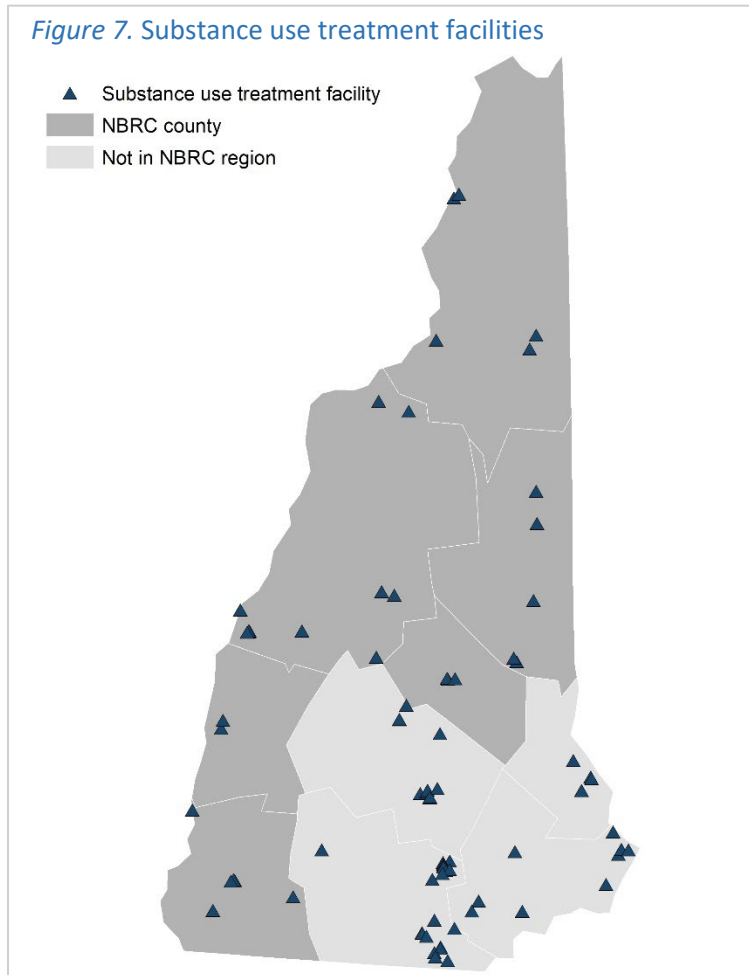 Figure 7. Substance use treatment facilities
Substance use treatment facility
NBRC county
Not in NBRC region